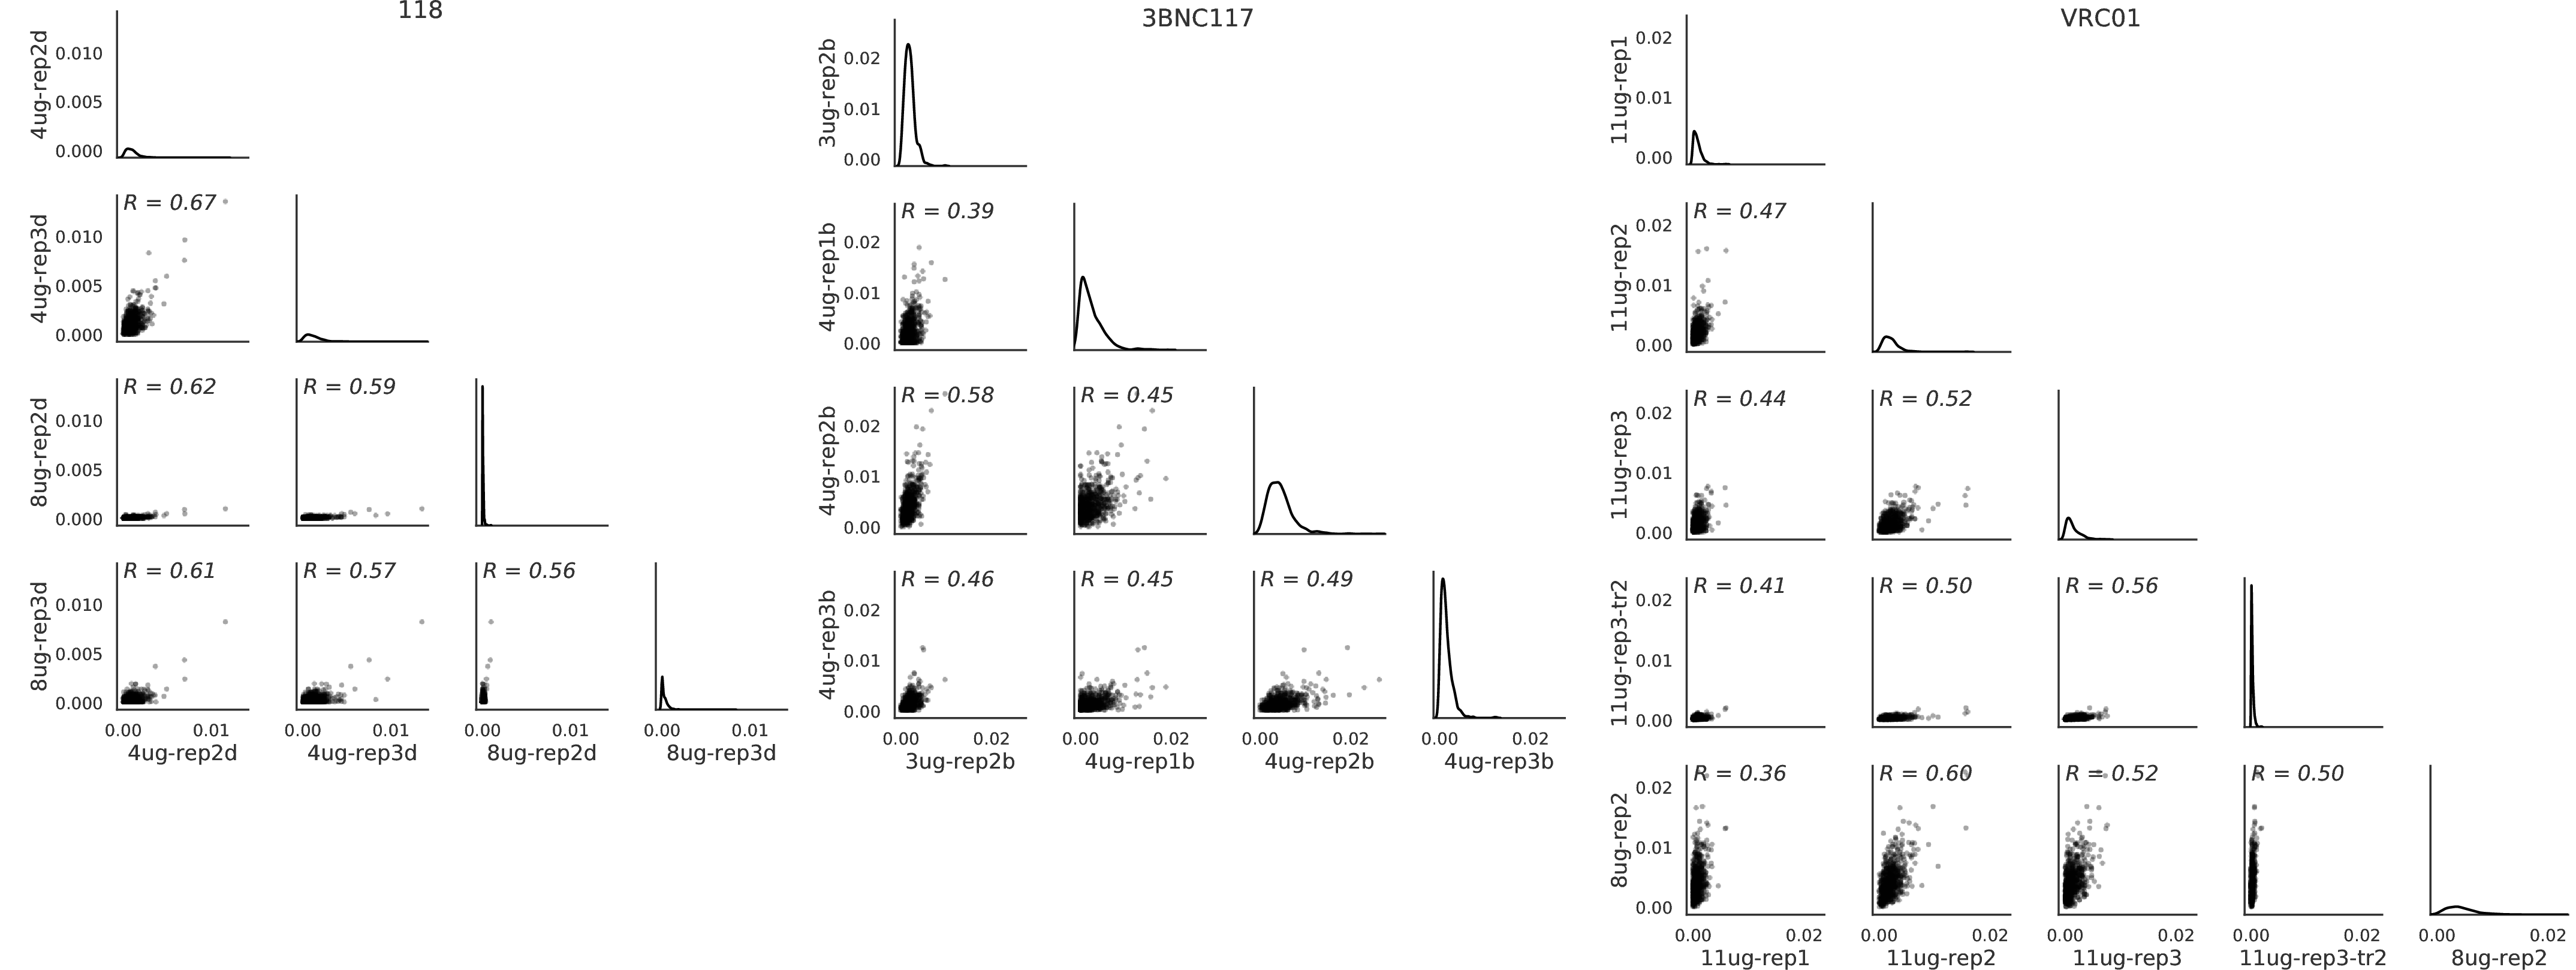 118
4ug-rep2d
0.010
0.005
0.000
4ug-rep3d
0.010
0.005
0.000
R = 0.67
8ug-rep2d
0.010
0.005
0.000
R = 0.62
R = 0.59
8ug-rep3d
0.010
0.005
0.000
R = 0.61
R = 0.57
R = 0.56
0.00 0.01
0.00 0.01
0.00 0.01
0.00 0.01
4ug-rep2d
4ug-rep3d
8ug-rep2d
8ug-rep3d
3BNC117
3ug-rep2b
0.02
0.01
0.00
4ug-rep1b
0.02
0.01
0.00
R = 0.39
4ug-rep2b
0.02
0.01
0.00
R = 0.58
R = 0.45
4ug-rep3b
0.02
0.01
0.00
R = 0.46
R = 0.45
R = 0.49
0.00 0.02
0.00 0.02
0.00 0.02
0.00 0.02
3ug-rep2b
4ug-rep1b
4ug-rep2b
4ug-rep3b
VRC01
11ug-rep1
0.02
0.01
0.00
11ug-rep2
0.02
0.01
0.00
R = 0.47
11ug-rep3
0.02
0.01
0.00
R = 0.44
R = 0.52
11ug-rep3-tr2
0.02
0.01
0.00
R = 0.41
R = 0.50
R = 0.56
8ug-rep2
0.02
0.01
0.00
R = 0.36
R = 0.60
R = 0.52
R = 0.50
0.00 0.02
0.00 0.02
0.00 0.02
0.00 0.02
0.00 0.02
11ug-rep1
11ug-rep2
11ug-rep3
11ug-rep3-tr2
8ug-rep2